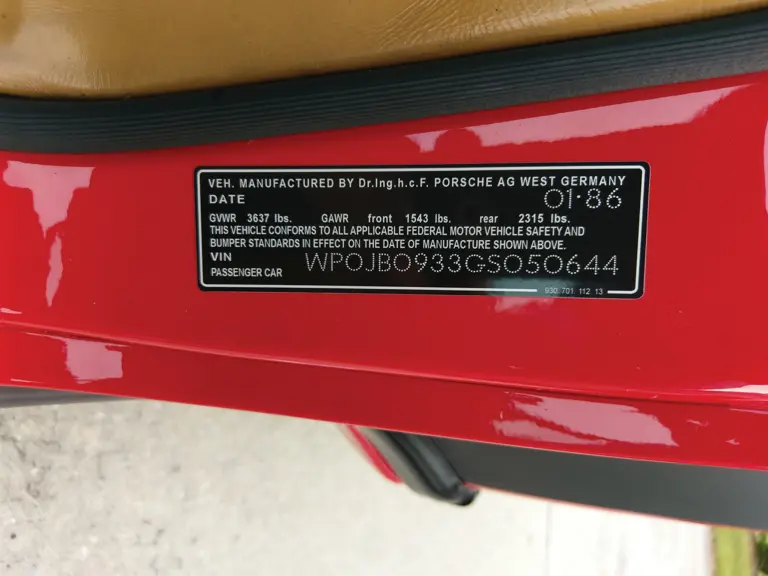 VEH. MANUFACTURED BY Dr.Ing.h.c.F. PORSCHE AG WEST GERMANY
DATE 01·86
GVWR 3637 lbs. GAWR front 1543 lbs. rear 2315 lbs.
THIS VEHICLE CONFORMS TO ALL APPLICABLE FEDERAL MOTOR VEHICLE SAFETY AND
BUMPER STANDARDS IN EFFECT ON THE DATE OF MANUFACTURE SHOWN ABOVE.
VIN WP0JB0933GS050644
PASSENGER CAR
930. 701. 112. 13